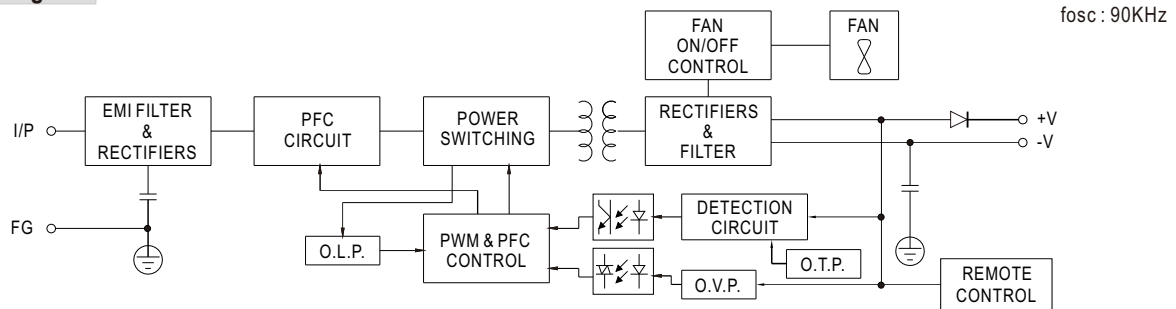 fosc : 90KHz
FAN
ON/OFF
CONTROL
FAN
EMI FILTER
&
RECTIFIERS
PFC
CIRCUIT
POWER
SWITCHING
RECTIFIERS
&
FILTER
I/P
+V
-V
FG
O.L.P.
PWM & PFC
CONTROL
DETECTION
CIRCUIT
O.T.P.
O.V.P.
REMOTE
CONTROL